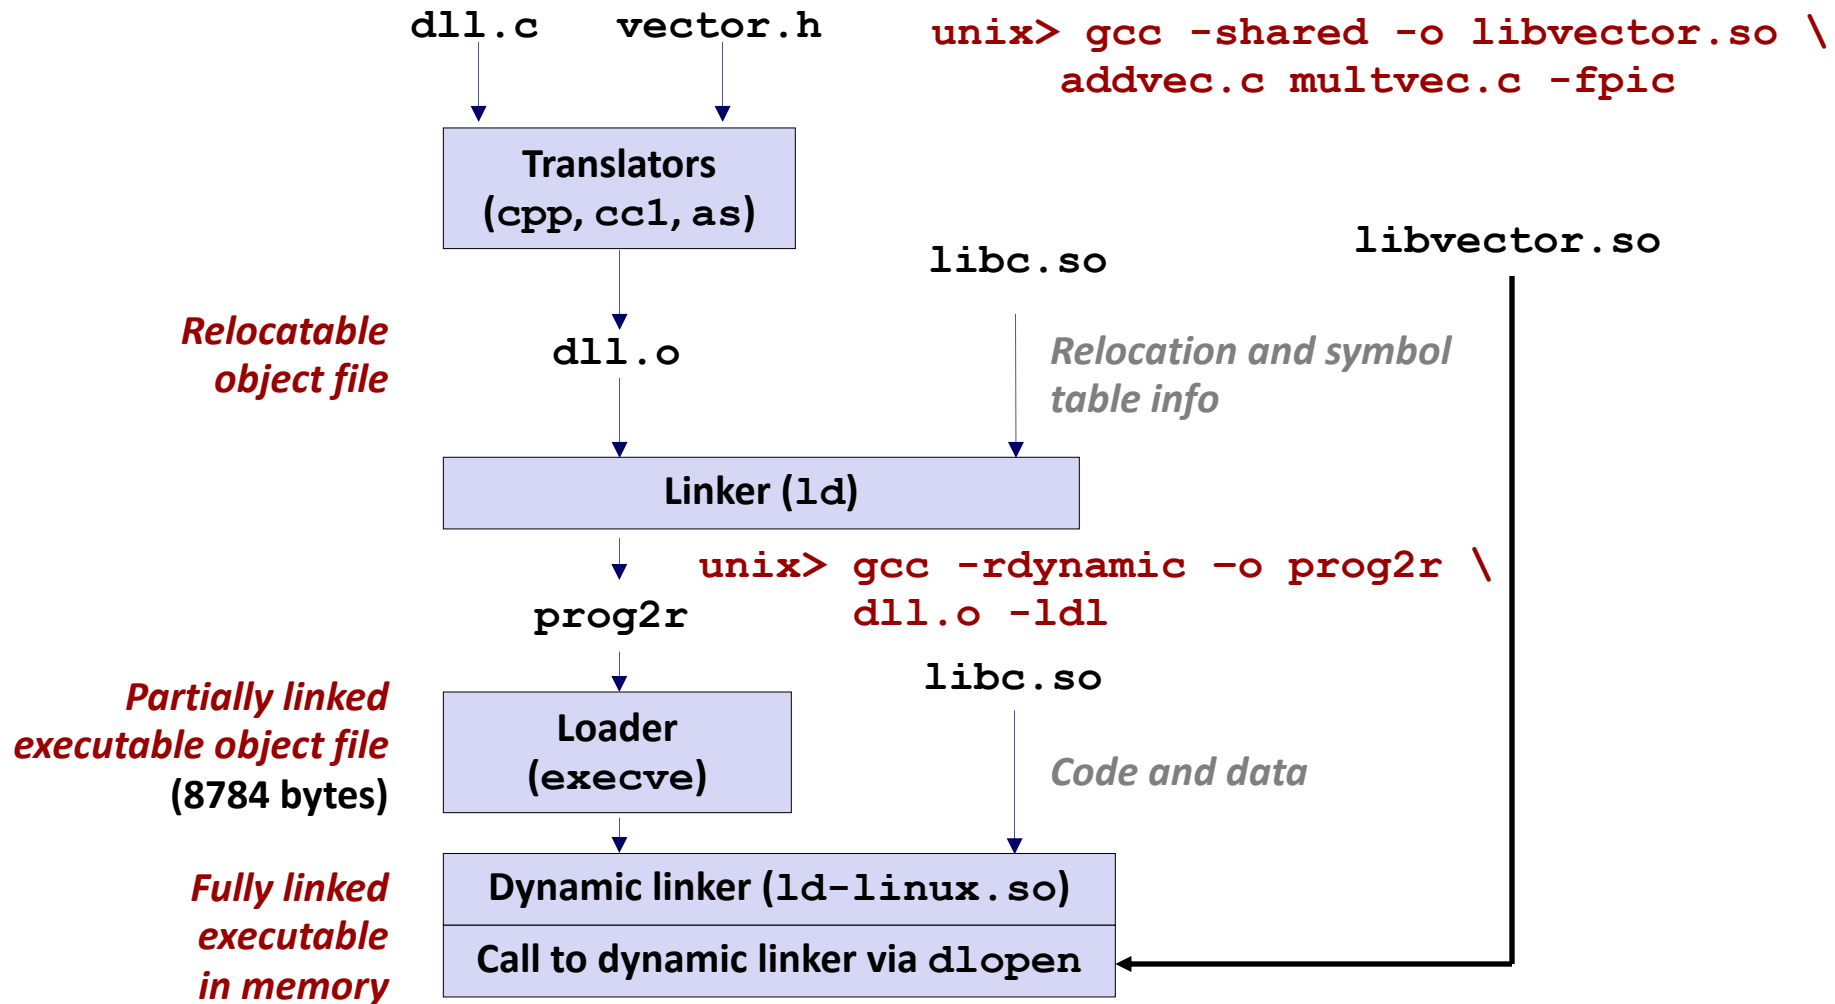 dll.c
vector.h
unix> gcc -shared -o libvector.so \
addvec.c multvec.c -fpic
Translators
(cpp, cc1, as)
libc.so
libvector.so
Relocatable
object file
dll.o
Relocation and symbol
table info
Linker (ld)
unix> gcc -rdynamic –o prog2r \
dll.o -ldl
prog2r
libc.so
Partially linked
executable object file
(8784 bytes)
Loader
(execve)
Code and data
Fully linked
executable
in memory
Dynamic linker (ld-linux.so)
Call to dynamic linker via dlopen